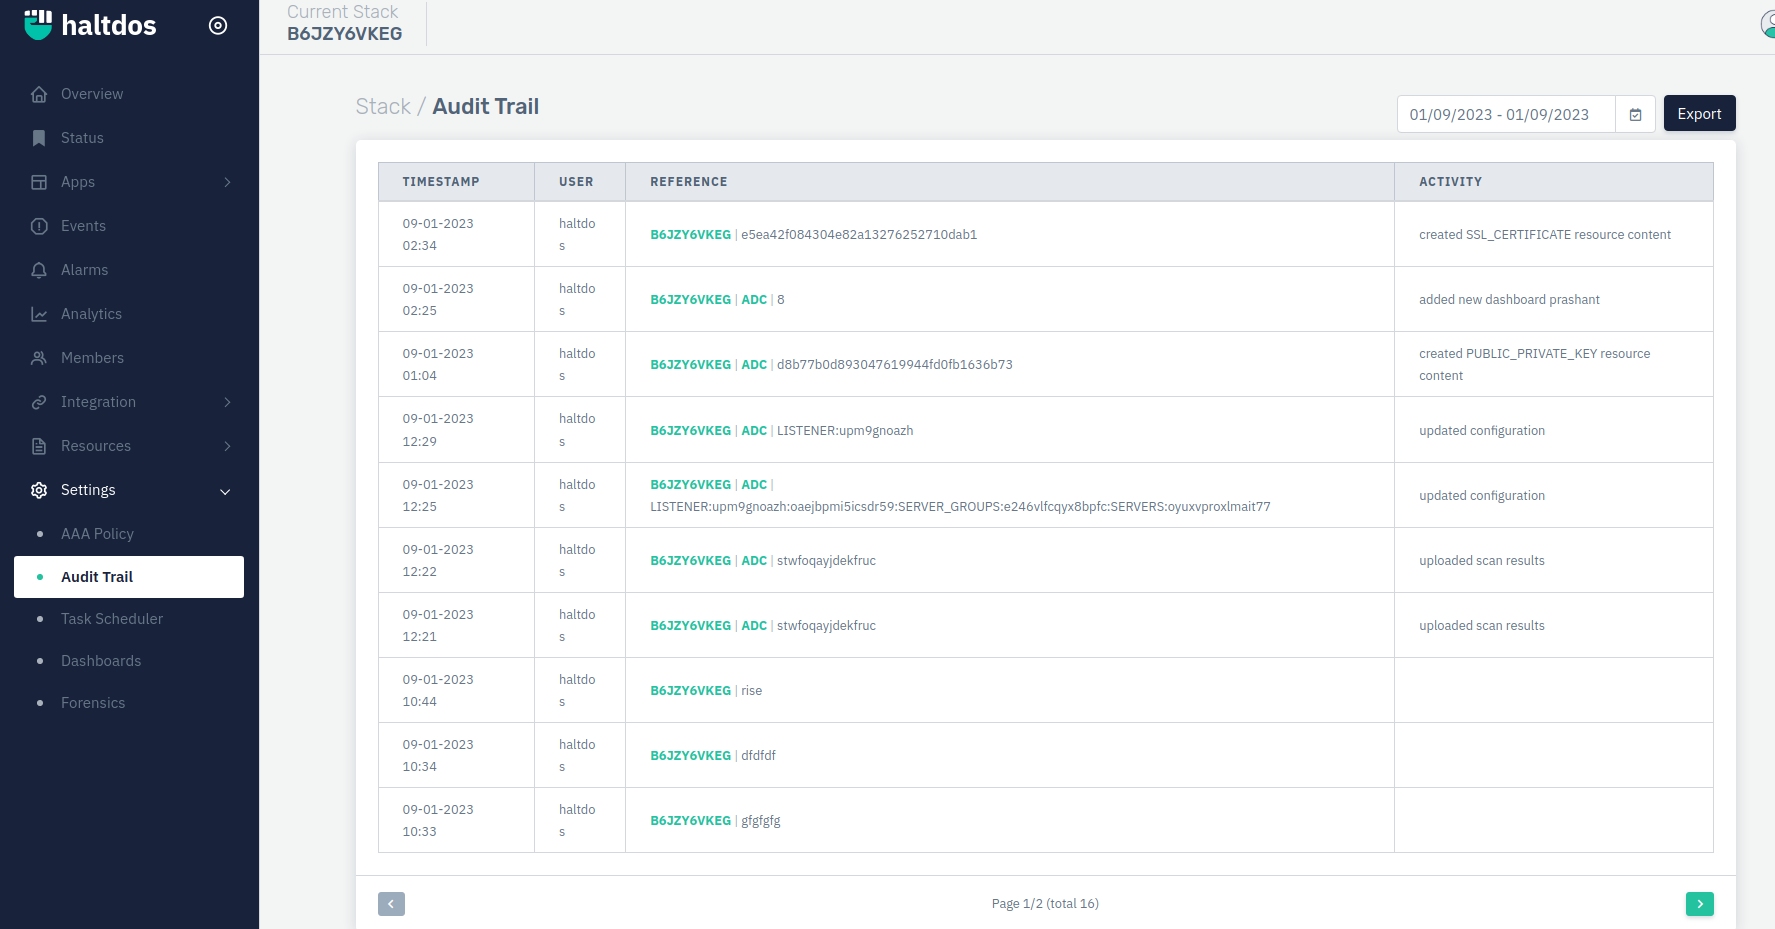 haltdos
Current Stack
B6JZY6VKEG
Overview
Status
Apps
Events
Alarms
Analytics
Members
Integration
Resources
Settings
AAA Policy
Audit Trail
Task Scheduler
Dashboards
Forensics
Stack / Audit Trail
01/09/2023 - 01/09/2023
Export
TIMESTAMP USER REFERENCE ACTIVITY
09-01-2023 02:34 haltdos B6JZY6VKEG | e5ea42f084304e82a13276252710dab1 created SSL_CERTIFICATE resource content
09-01-2023 02:25 haltdos B6JZY6VKEG | ADC | 8 added new dashboard prashant
09-01-2023 01:04 haltdos B6JZY6VKEG | ADC | d8b77b0d893047619944fd0fb1636b73 created PUBLIC_PRIVATE_KEY resource content
09-01-2023 12:29 haltdos B6JZY6VKEG | ADC | LISTENER:upm9gnoazh updated configuration
09-01-2023 12:25 haltdos B6JZY6VKEG | ADC | LISTENER:upm9gnoazh:oaejbpmi5icsdr59:SERVER_GROUPS:e246vlfcqyx8bpfc:SERVERS:oyuxvproxlmait77 updated configuration
09-01-2023 12:22 haltdos B6JZY6VKEG | ADC | stwfoqayjdekfruc uploaded scan results
09-01-2023 12:21 haltdos B6JZY6VKEG | ADC | stwfoqayjdekfruc uploaded scan results
09-01-2023 10:44 haltdos B6JZY6VKEG | rise
09-01-2023 10:34 haltdos B6JZY6VKEG | dfdfdf
09-01-2023 10:33 haltdos B6JZY6VKEG | gfgfgfg
Page 1/2 (total 16)